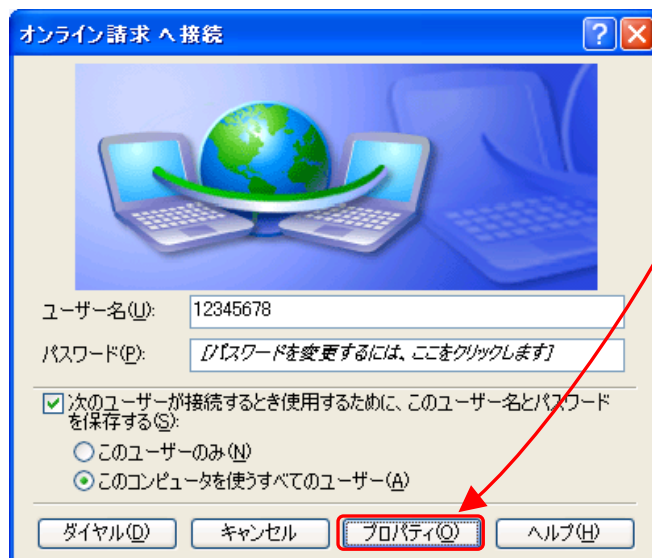 オンライン請求 へ接続
ユーザー名(U): 12345678
パスワード(P): [パスワードを変更するには、ここをクリックします]
次のユーザーが接続するとき使用するために、このユーザー名とパスワード
を保存する(S):
このユーザーのみ(N)
このコンピュータを使うすべてのユーザー(A)
ダイヤル(D) キャンセル プロパティ(O) ヘルプ(H)